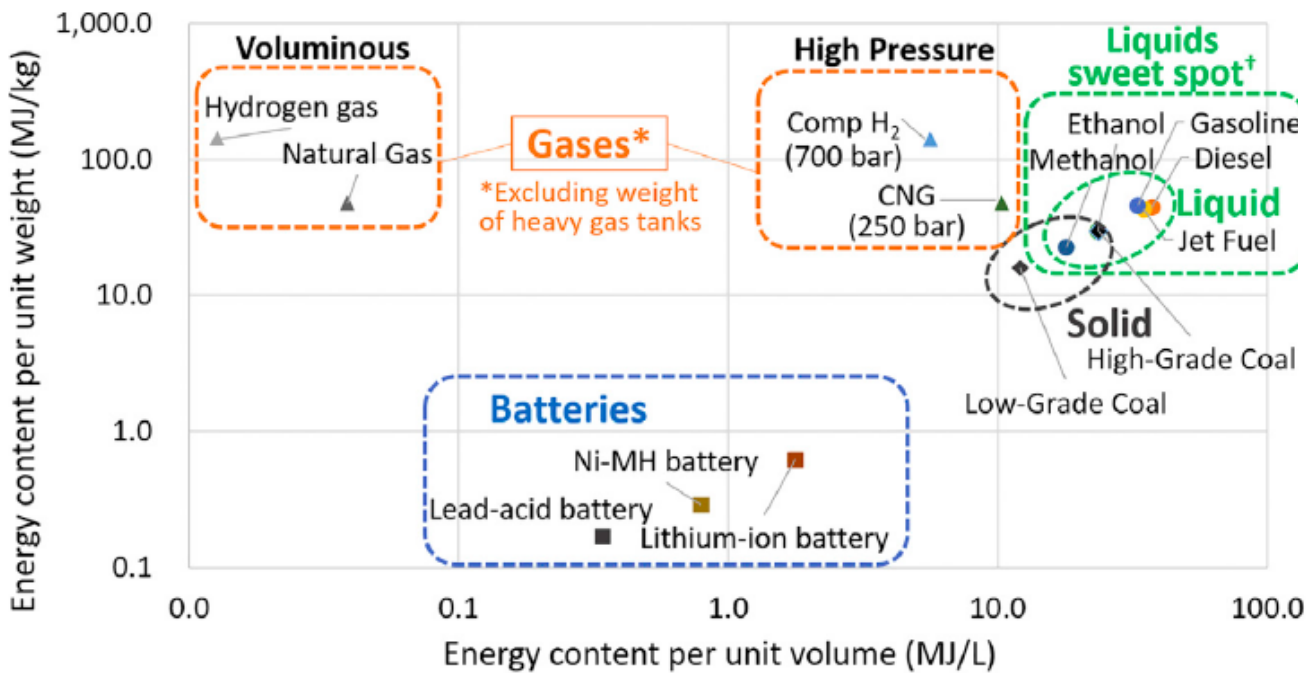 Energy content per unit weight (MJ/kg)
1,000.0
100.0
10.0
1.0
0.1
Voluminous
Hydrogen gas
Natural Gas
Gases*
*Excluding weight
of heavy gas tanks
High Pressure
Comp H₂
(700 bar)
CNG
(250 bar)
Liquids
sweet spot†
Ethanol
Gasoline
Methanol
Diesel
Liquid
Jet Fuel
Solid
High-Grade Coal
Low-Grade Coal
Batteries
Ni-MH battery
Lead-acid battery
Lithium-ion battery
0.0
0.1
1.0
10.0
100.0
Energy content per unit volume (MJ/L)